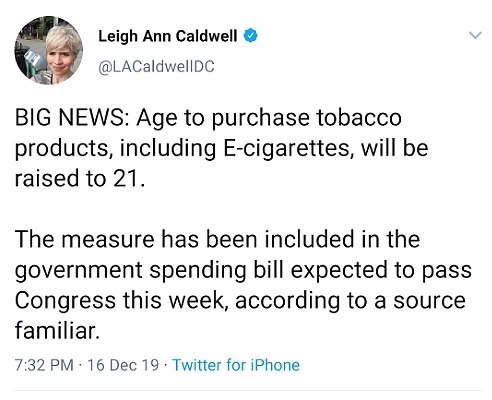 Leigh Ann Caldwell
@LACaldwellDC
BIG NEWS: Age to purchase tobacco
products, including E-cigarettes, will be
raised to 21.
The measure has been included in the
government spending bill expected to pass
Congress this week, according to a source
familiar.
7:32 PM · 16 Dec 19 · Twitter for iPhone